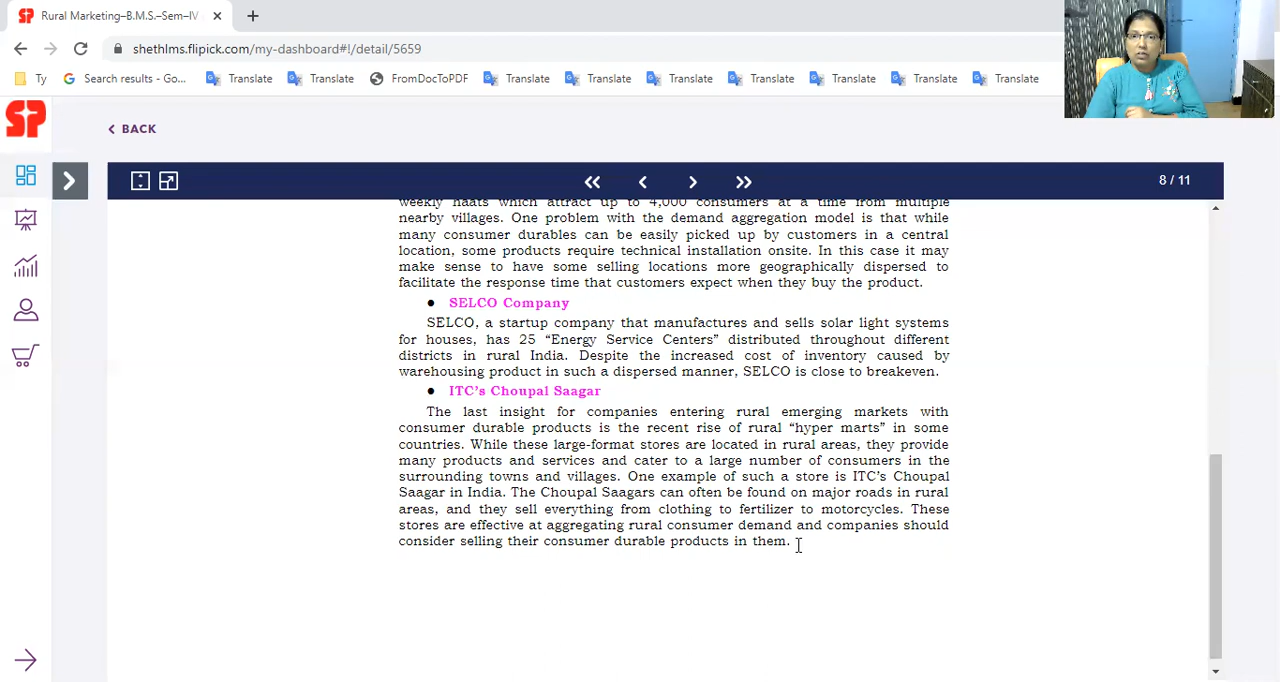 Rural Marketing–B.M.S.–Sem–IV
shethlms.flipick.com/my-dashboard#!/detail/5659
Ty
Search results - Go...
Translate
Translate
FromDocToPDF
Translate
Translate
Translate
Translate
Translate
Translate
Translate
SP
BACK
8 / 11
weekly haats which attract up to 4,000 consumers at a time from multiple
nearby villages. One problem with the demand aggregation model is that while
many consumer durables can be easily picked up by customers in a central
location, some products require technical installation onsite. In this case it may
make sense to have some selling locations more geographically dispersed to
facilitate the response time that customers expect when they buy the product.
● SELCO Company
SELCO, a startup company that manufactures and sells solar light systems
for houses, has 25 “Energy Service Centers” distributed throughout different
districts in rural India. Despite the increased cost of inventory caused by
warehousing product in such a dispersed manner, SELCO is close to breakeven.
● ITC’s Choupal Saagar
The last insight for companies entering rural emerging markets with
consumer durable products is the recent rise of rural “hyper marts” in some
countries. While these large-format stores are located in rural areas, they provide
many products and services and cater to a large number of consumers in the
surrounding towns and villages. One example of such a store is ITC’s Choupal
Saagar in India. The Choupal Saagars can often be found on major roads in rural
areas, and they sell everything from clothing to fertilizer to motorcycles. These
stores are effective at aggregating rural consumer demand and companies should
consider selling their consumer durable products in them.